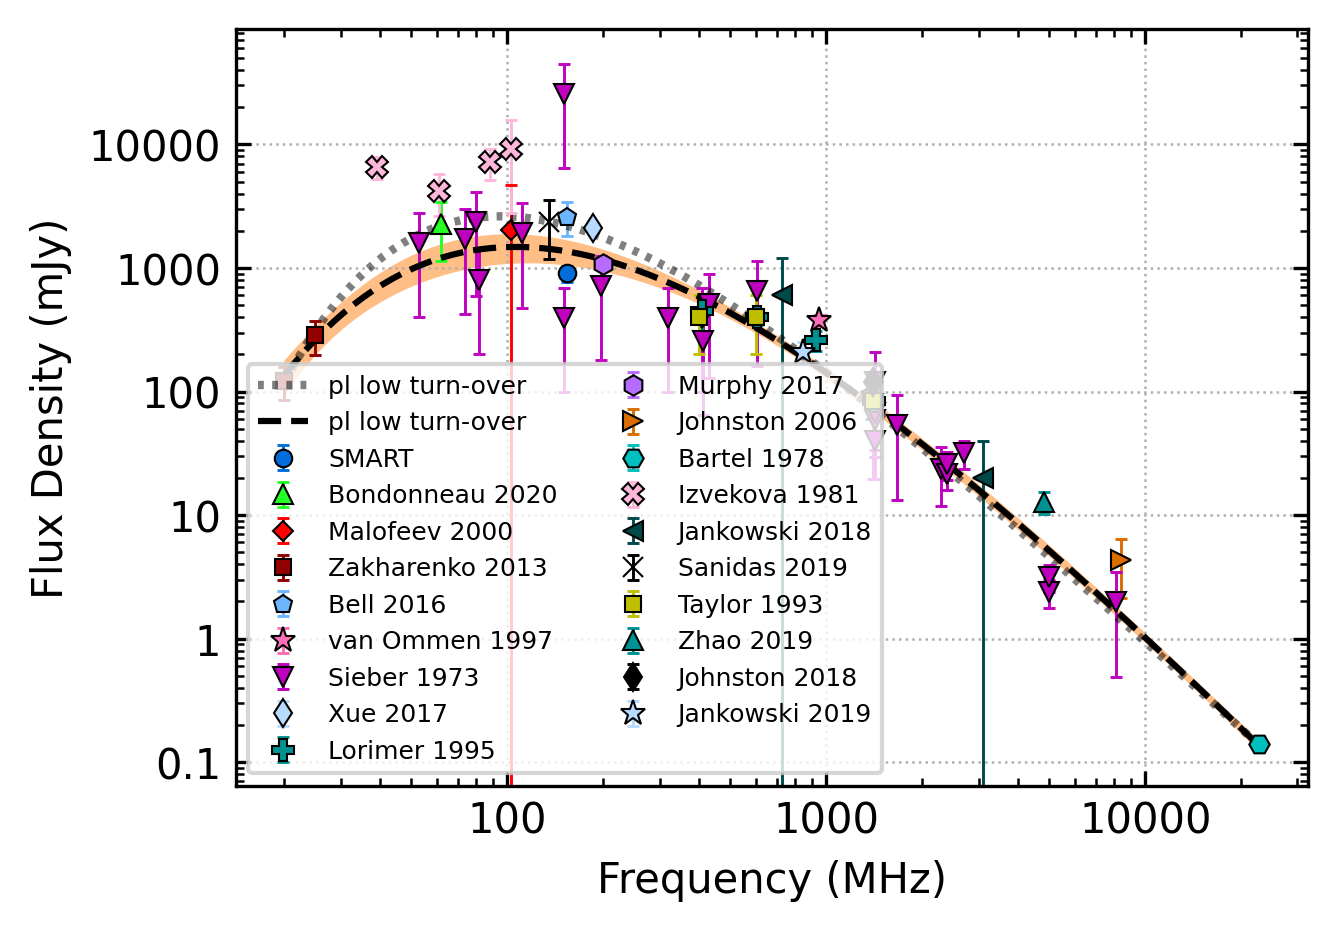 Flux Density (mJy)
10000
1000
100
10
1
0.1
pl low turn-over
pl low turn-over
SMART
Bondonneau 2020
Malofeev 2000
Zakharenko 2013
Bell 2016
van Ommen 1997
Sieber 1973
Xue 2017
Lorimer 1995
Murphy 2017
Johnston 2006
Bartel 1978
Izvekova 1981
Jankowski 2018
Sanidas 2019
Taylor 1993
Zhao 2019
Johnston 2018
Jankowski 2019
100
1000
10000
Frequency (MHz)